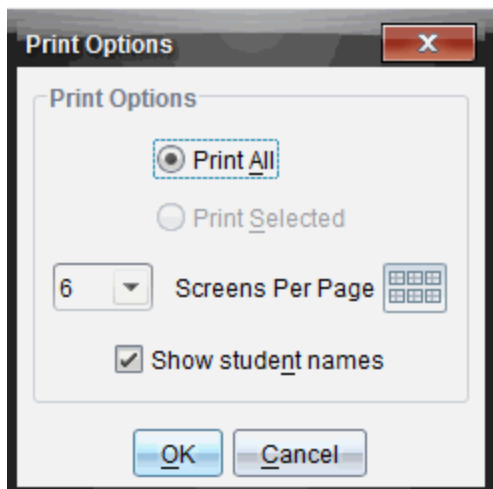 Print Options
Print Options
Print All
Print Selected
6 Screens Per Page
Show student names
OK Cancel